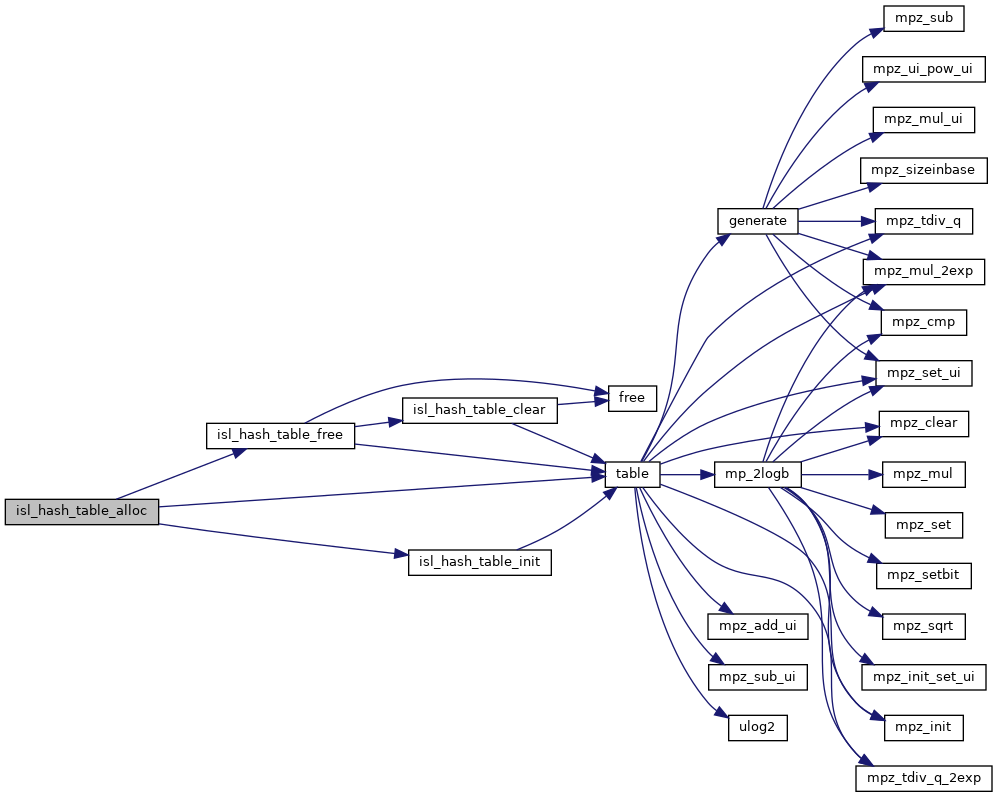 mpz_sub
mpz_ui_pow_ui
mpz_mul_ui
mpz_sizeinbase
generate
mpz_tdiv_q
mpz_mul_2exp
mpz_cmp
mpz_set_ui
free
isl_hash_table_clear
mpz_clear
isl_hash_table_free
table
mp_2logb
mpz_mul
isl_hash_table_alloc
mpz_set
isl_hash_table_init
mpz_setbit
mpz_add_ui
mpz_sqrt
mpz_sub_ui
mpz_init_set_ui
ulog2
mpz_init
mpz_tdiv_q_2exp